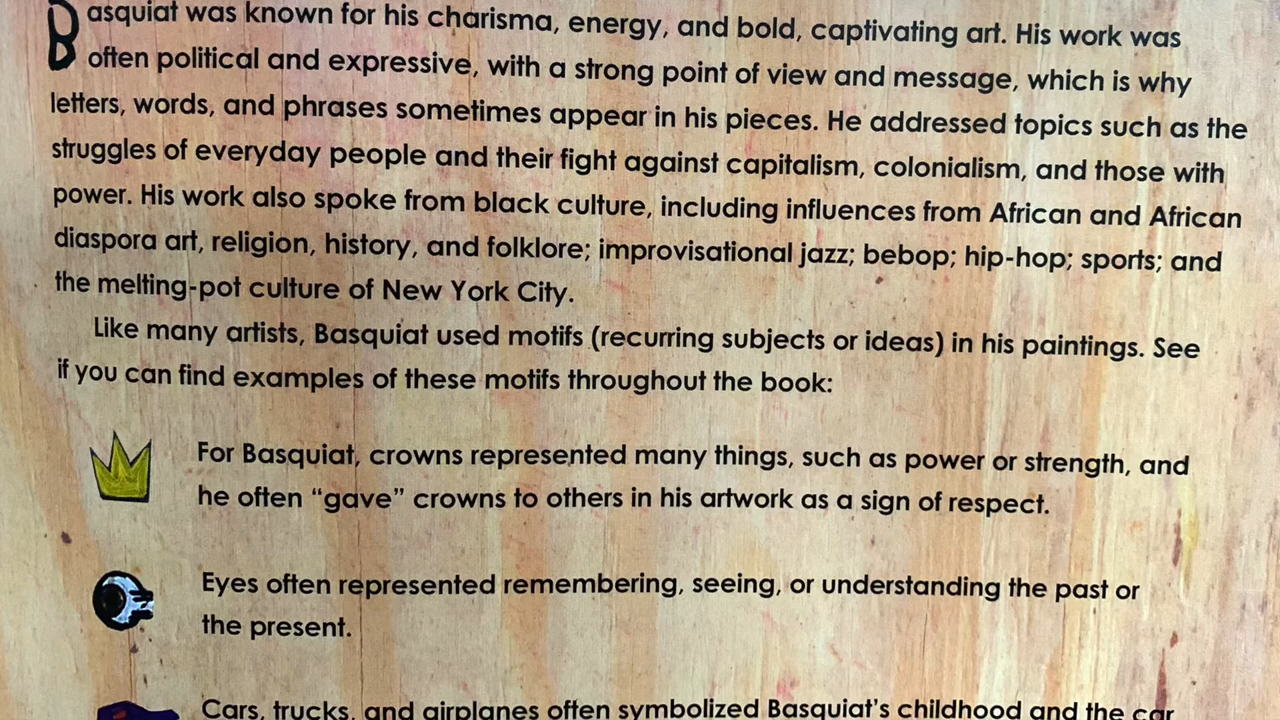 Basquiat was known for his charisma, energy, and bold, captivating art. His work was
often political and expressive, with a strong point of view and message, which is why
letters, words, and phrases sometimes appear in his pieces. He addressed topics such as the
struggles of everyday people and their fight against capitalism, colonialism, and those with
power. His work also spoke from black culture, including influences from African and African
diaspora art, religion, history, and folklore; improvisational jazz; bebop; hip-hop; sports; and
the melting-pot culture of New York City.
Like many artists, Basquiat used motifs (recurring subjects or ideas) in his paintings. See
if you can find examples of these motifs throughout the book:
For Basquiat, crowns represented many things, such as power or strength, and
he often “gave” crowns to others in his artwork as a sign of respect.
Eyes often represented remembering, seeing, or understanding the past or
the present.
Cars, trucks, and airplanes often symbolized Basquiat’s childhood and the car